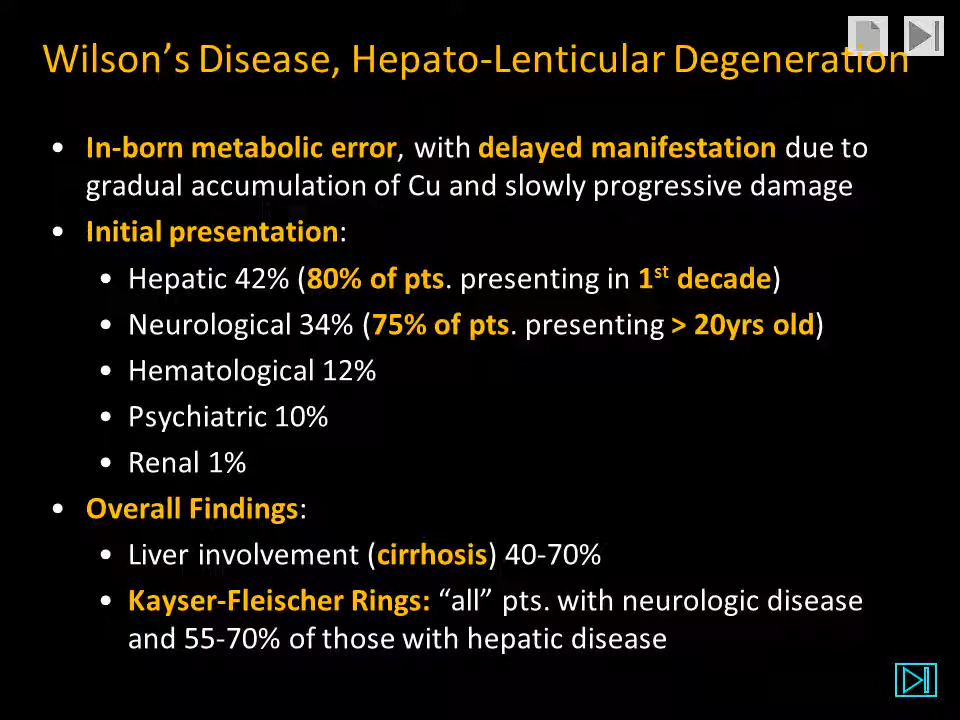 Wilson’s Disease, Hepato-Lenticular Degeneration
• In-born metabolic error, with delayed manifestation due to
gradual accumulation of Cu and slowly progressive damage
• Initial presentation:
• Hepatic 42% (80% of pts. presenting in 1st decade)
• Neurological 34% (75% of pts. presenting > 20yrs old)
• Hematological 12%
• Psychiatric 10%
• Renal 1%
• Overall Findings:
• Liver involvement (cirrhosis) 40-70%
• Kayser-Fleischer Rings: “all” pts. with neurologic disease
and 55-70% of those with hepatic disease